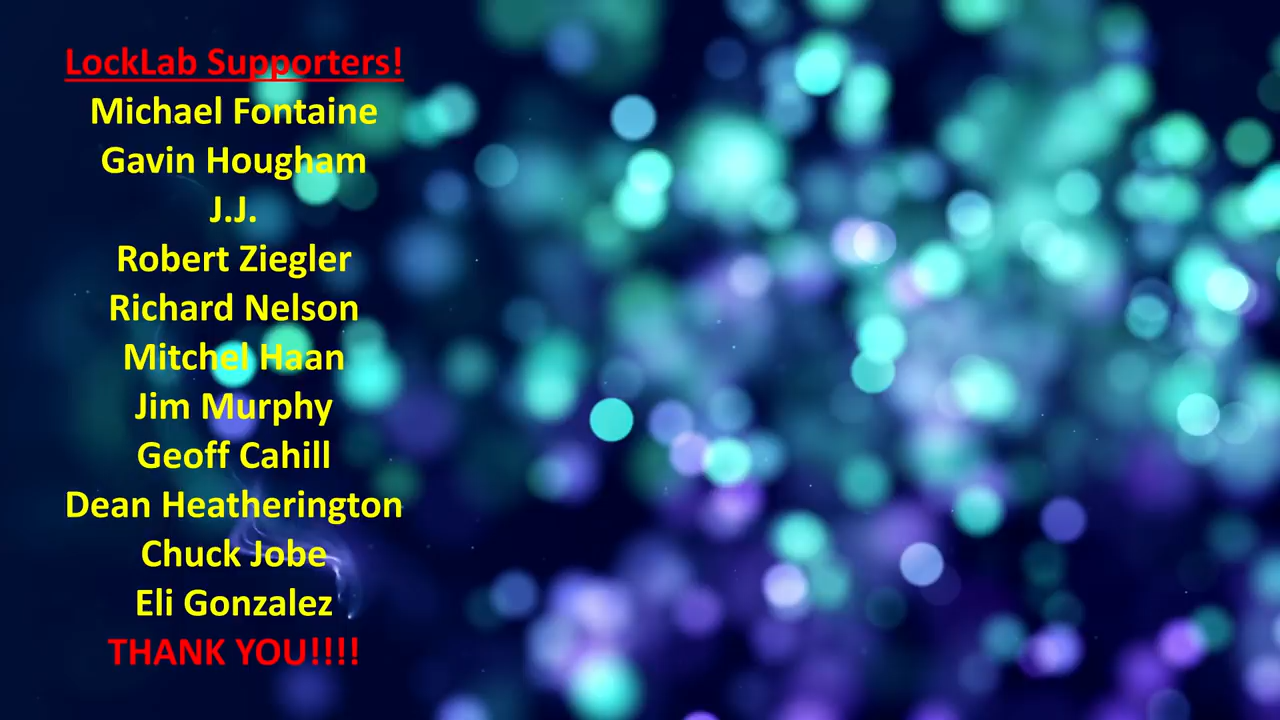 LockLab Supporters!
Michael Fontaine
Gavin Hougham
J.J.
Robert Ziegler
Richard Nelson
Mitchel Haan
Jim Murphy
Geoff Cahill
Dean Heatherington
Chuck Jobe
Eli Gonzalez
THANK YOU!!!!